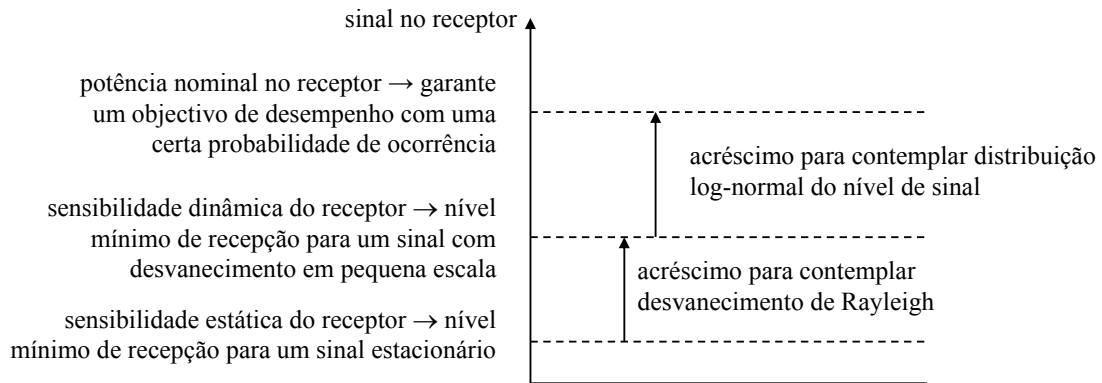 sinal no receptor
potência nominal no receptor → garante
um objectivo de desempenho com uma
certa probabilidade de ocorrência
acréscimo para contemplar distribuição
log-normal do nível de sinal
sensibilidade dinâmica do receptor → nível
mínimo de recepção para um sinal com
desvanecimento em pequena escala
acréscimo para contemplar
desvanecimento de Rayleigh
sensibilidade estática do receptor → nível
mínimo de recepção para um sinal estacionário